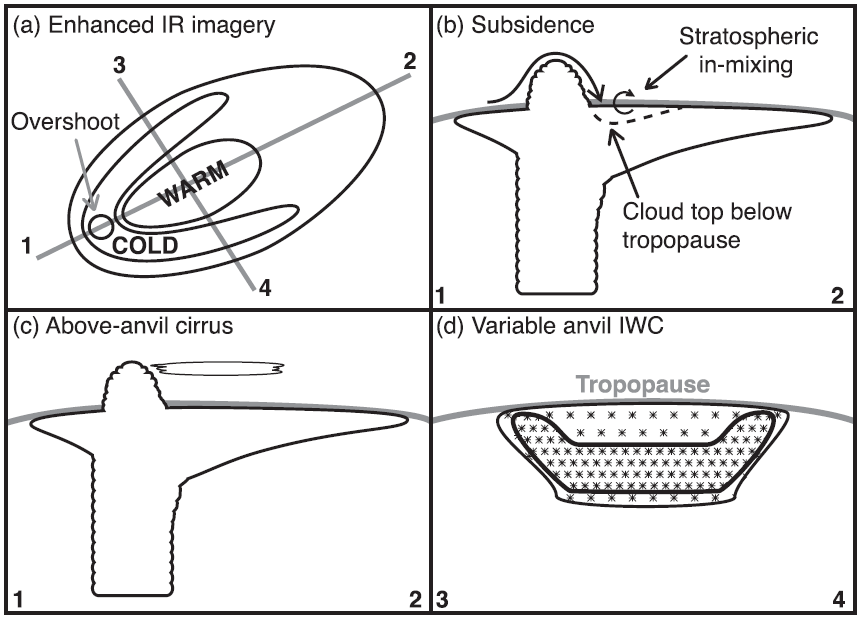 (a) Enhanced IR imagery
3
2
Overshoot
WARM
1
COLD
4
(b) Subsidence
Stratospheric
in-mixing
Cloud top below
tropopause
1
2
(c) Above-anvil cirrus
1
2
(d) Variable anvil IWC
Tropopause
3
4